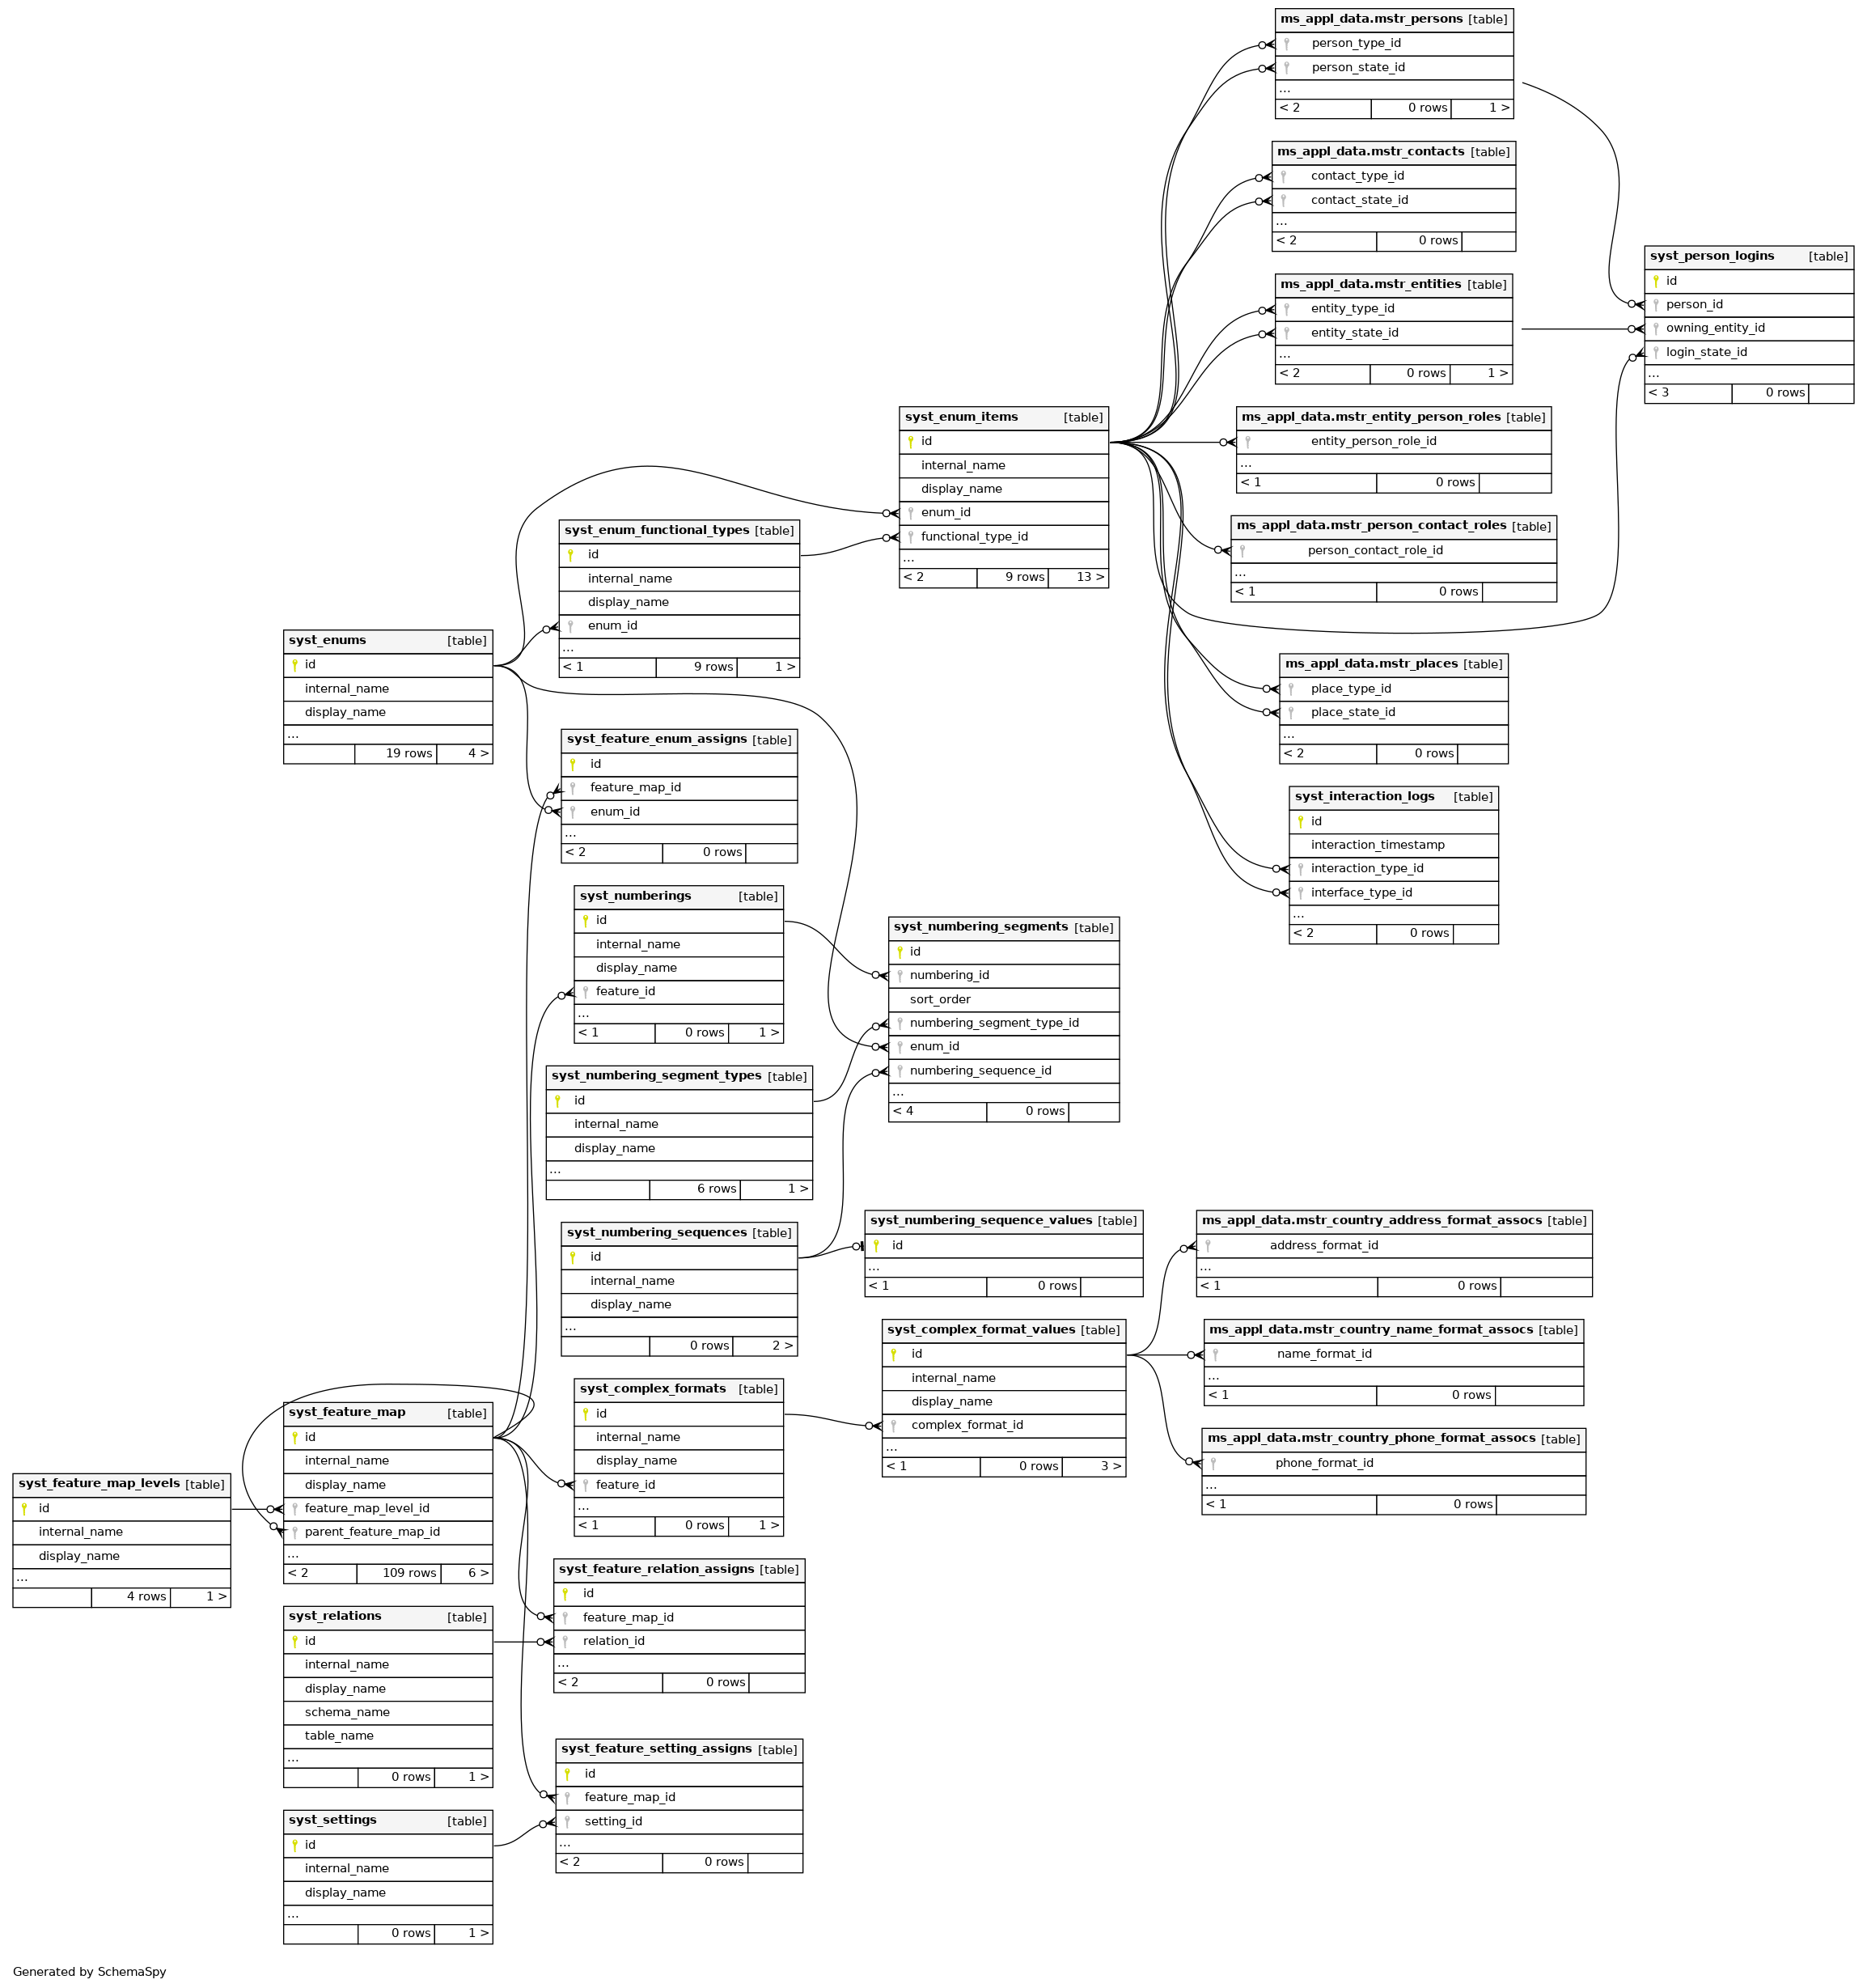 ms_appl_data.mstr_persons [table]
person_type_id
person_state_id
...
< 2 0 rows 1 >
ms_appl_data.mstr_contacts [table]
contact_type_id
contact_state_id
...
< 2 0 rows
ms_appl_data.mstr_entities [table]
entity_type_id
entity_state_id
...
< 2 0 rows 1 >
syst_person_logins [table]
id
person_id
owning_entity_id
login_state_id
...
< 3 0 rows
syst_enum_items [table]
id
internal_name
display_name
enum_id
functional_type_id
...
< 2 9 rows 13 >
ms_appl_data.mstr_entity_person_roles [table]
entity_person_role_id
...
< 1 0 rows
ms_appl_data.mstr_person_contact_roles [table]
person_contact_role_id
...
< 1 0 rows
syst_enum_functional_types [table]
id
internal_name
display_name
enum_id
...
< 1 9 rows 1 >
syst_enums [table]
id
internal_name
display_name
...
19 rows 4 >
ms_appl_data.mstr_places [table]
place_type_id
place_state_id
...
< 2 0 rows
syst_feature_enum_assigns [table]
id
feature_map_id
enum_id
...
< 2 0 rows
syst_interaction_logs [table]
id
interaction_timestamp
interaction_type_id
interface_type_id
...
< 2 0 rows
syst_numberings [table]
id
internal_name
display_name
feature_id
...
< 1 0 rows 1 >
syst_numbering_segments [table]
id
numbering_id
sort_order
numbering_segment_type_id
enum_id
numbering_sequence_id
...
< 4 0 rows
syst_numbering_segment_types [table]
id
internal_name
display_name
...
6 rows 1 >
syst_numbering_sequences [table]
id
internal_name
display_name
...
0 rows 2 >
syst_numbering_sequence_values [table]
id
...
< 1 0 rows
ms_appl_data.mstr_country_address_format_assocs [table]
address_format_id
...
< 1 0 rows
syst_complex_format_values [table]
id
internal_name
display_name
complex_format_id
...
< 1 0 rows 3 >
ms_appl_data.mstr_country_name_format_assocs [table]
name_format_id
...
< 1 0 rows
ms_appl_data.mstr_country_phone_format_assocs [table]
phone_format_id
...
< 1 0 rows
syst_complex_formats [table]
id
internal_name
display_name
feature_id
...
< 1 0 rows 1 >
syst_feature_map [table]
id
internal_name
display_name
feature_map_level_id
parent_feature_map_id
...
< 2 109 rows 6 >
syst_feature_map_levels [table]
id
internal_name
display_name
...
4 rows 1 >
syst_feature_relation_assigns [table]
id
feature_map_id
relation_id
...
< 2 0 rows
syst_relations [table]
id
internal_name
display_name
schema_name
table_name
...
0 rows 1 >
syst_feature_setting_assigns [table]
id
feature_map_id
setting_id
...
< 2 0 rows
syst_settings [table]
id
internal_name
display_name
...
0 rows 1 >
Generated by SchemaSpy